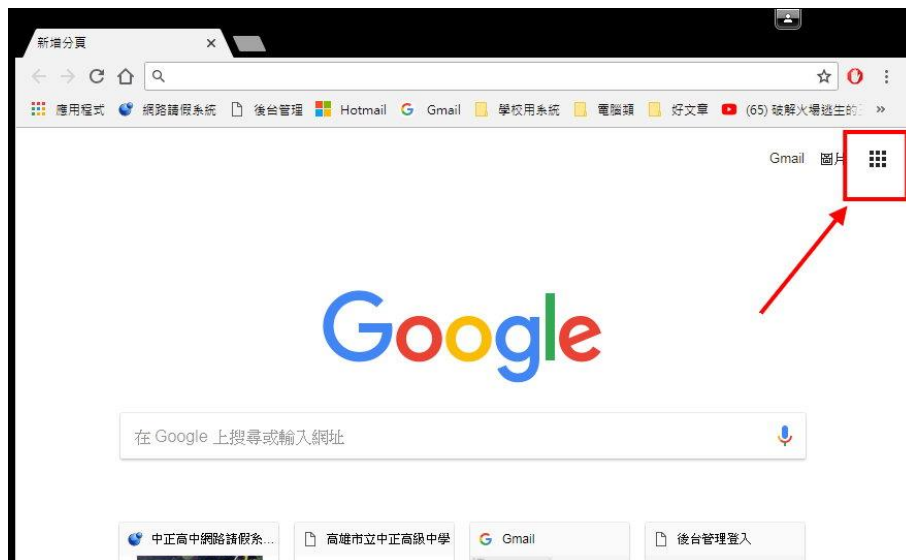 新增分頁
應用程式 網路請假系統 後台管理 Hotmail Gmail 學校用系統 電腦類 好文章 (65) 破解火場逃生的
Gmail 圖片
Google
在 Google 上搜尋或輸入網址
中正高中網路請假系... 高雄市立中正高級中學 Gmail 後台管理登入